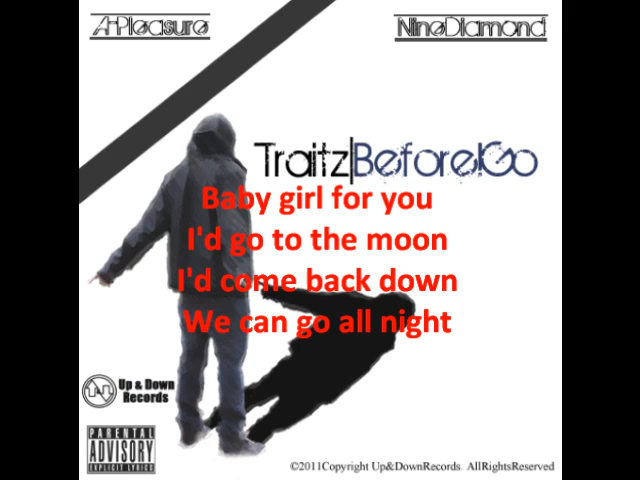 A-Pleasure
NineDiamond
Traitz|BeforeIGo
Baby girl for you
I'd go to the moon
I'd come back down
We can go all night
Up & Down
Records
PARENTAL
ADVISORY
EXPLICIT LYRICS
©2011Copyright Up&DownRecords. AllRightsReserved